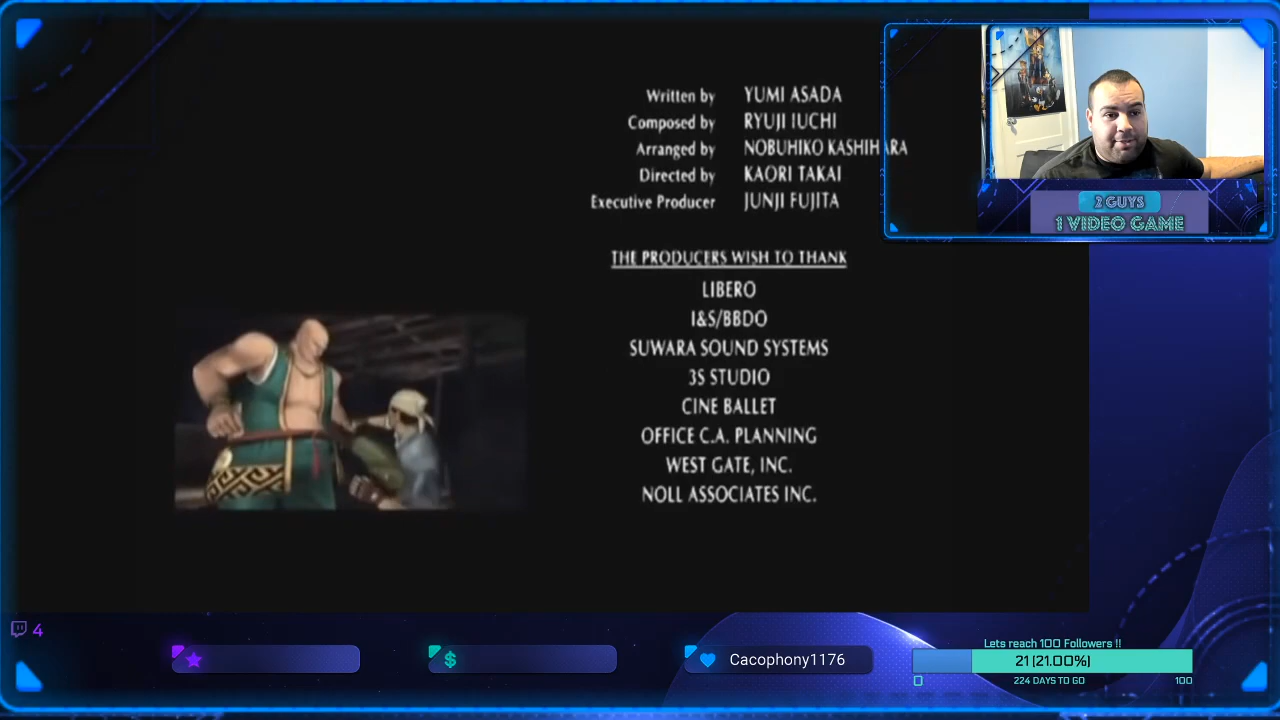 Written by YUMI ASADA
Composed by RYUJI IUCHI
Arranged by NOBUHIKO KASHIHARA
Directed by KAORI TAKAI
Executive Producer JUNJI FUJITA
THE PRODUCERS WISH TO THANK
LIBERO
I&S/BBDO
SUWARA SOUND SYSTEMS
3S STUDIO
CINE BALLET
OFFICE C.A. PLANNING
WEST GATE, INC.
NOLL ASSOCIATES INC.
2 GUYS
1 VIDEO GAME
4
$
Cacophony1176
Lets reach 100 Followers !!
21 (21.00%)
0 224 DAYS TO GO 100